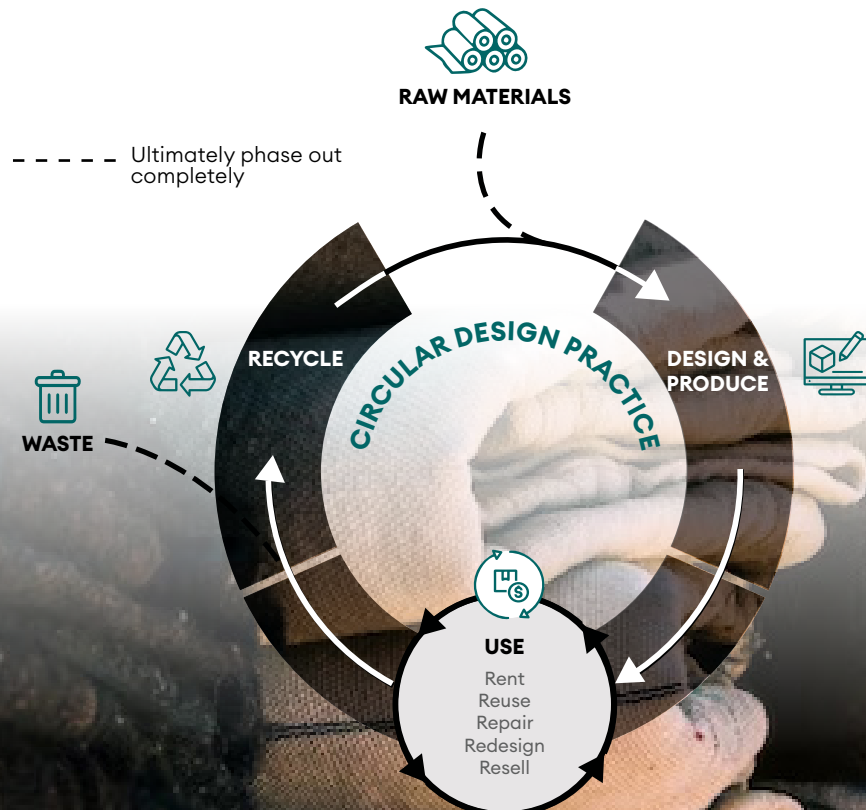 RAW MATERIALS
Ultimately phase out
completely
CIRCULAR DESIGN PRACTICE
RECYCLE
DESIGN &
PRODUCE
WASTE
$
USE
Rent
Reuse
Repair
Redesign
Resell